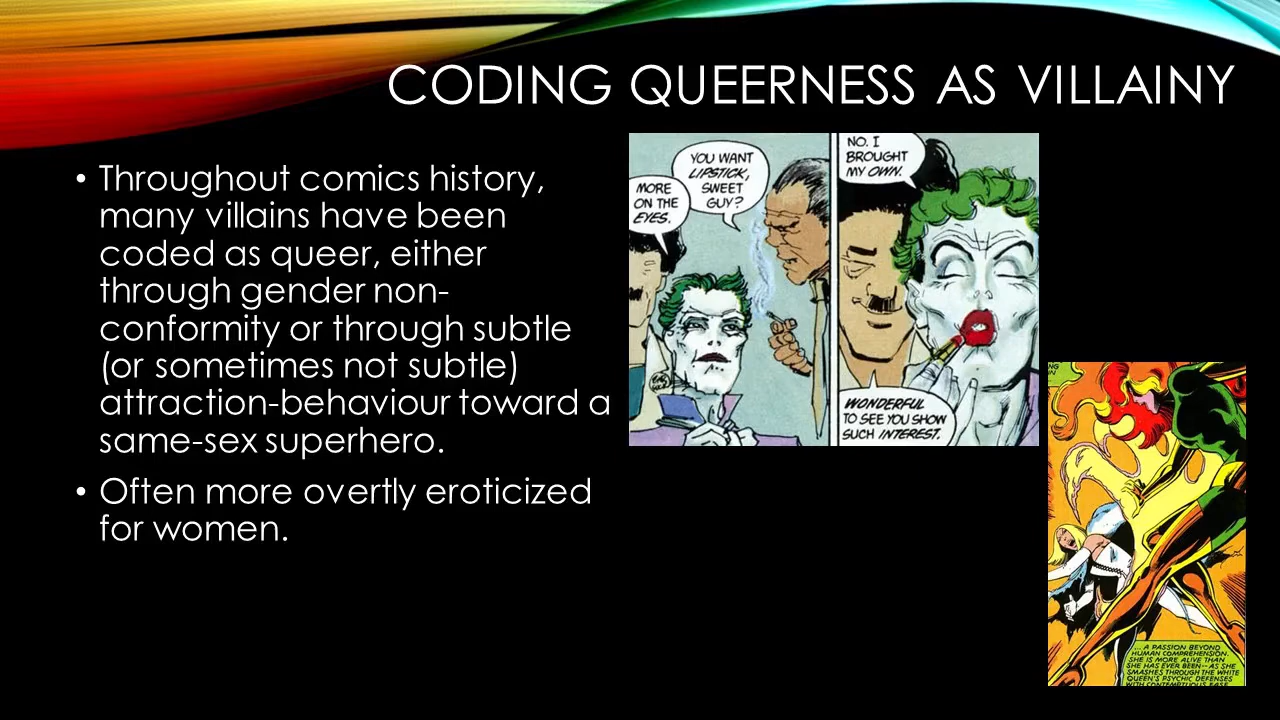 CODING QUEERNESS AS VILLAINY
• Throughout comics history,
many villains have been
coded as queer, either
through gender non-
conformity or through subtle
(or sometimes not subtle)
attraction-behaviour toward a
same-sex superhero.
• Often more overtly eroticized
for women.
MORE
ON THE
EYES.
YOU WANT
LIPSTICK,
SWEET
GUY?
NO. I
BROUGHT
MY OWN.
WONDERFUL
TO SEE YOU SHOW
SUCH INTEREST.
... A PASSION BEYOND
HUMAN COMPREHENSION.
SHE IS MORE ALIVE THAN
SHE HAS EVER BEEN--AS SHE
SMASHES THROUGH THE WHITE
QUEEN'S PSYCHIC DEFENSES
WITH CONTEMPTUOUS EASE